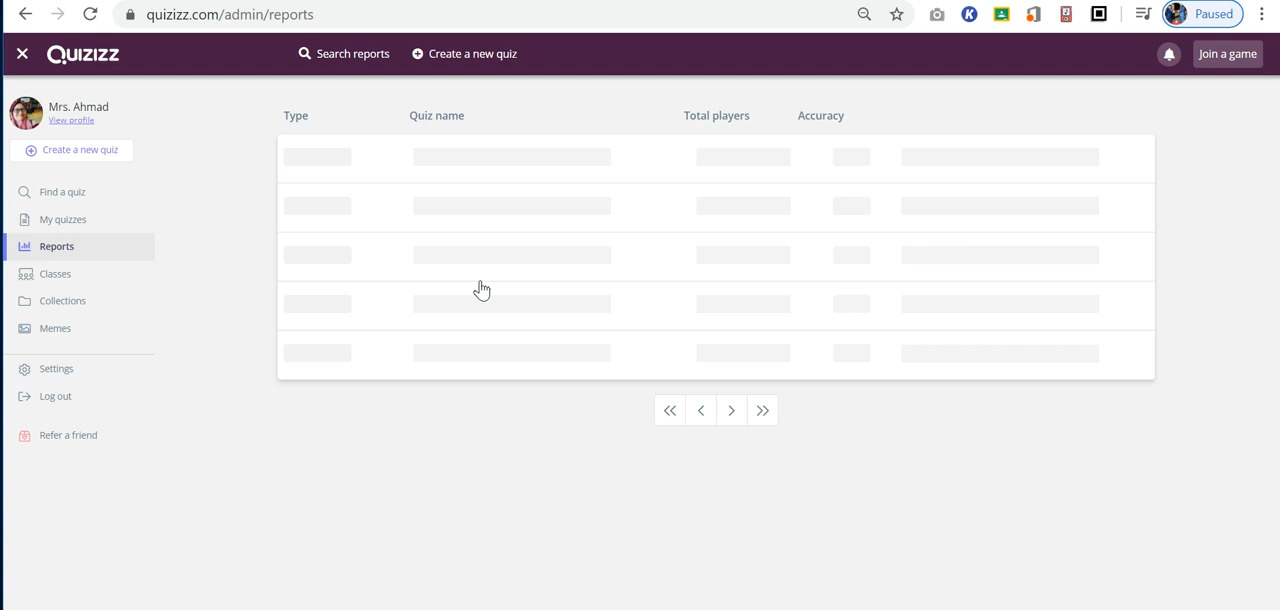 quizizz.com/admin/reports
Paused
Quizizz
Search reports
Create a new quiz
Join a game
Mrs. Ahmad
View profile
Create a new quiz
Find a quiz
My quizzes
Reports
Classes
Collections
Memes
Settings
Log out
Refer a friend
Type Quiz name Total players Accuracy